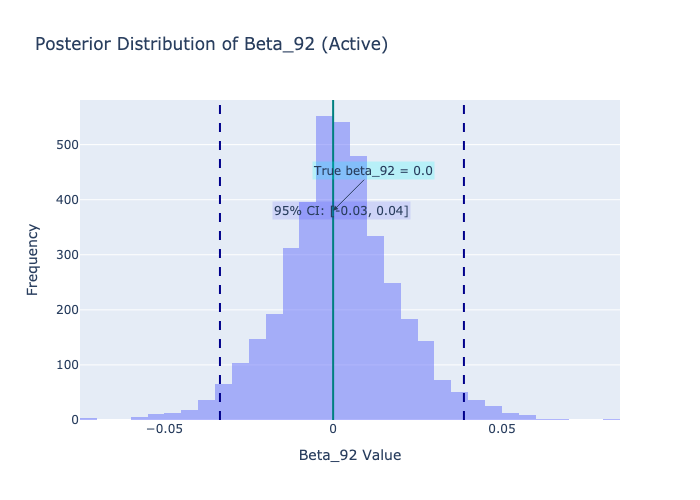 Posterior Distribution of Beta_92 (Active)
500
True beta_92 = 0.0
400
95% CI: [-0.03, 0.04]
Frequency
300
200
100
0
−0.05
0
0.05
Beta_92 Value